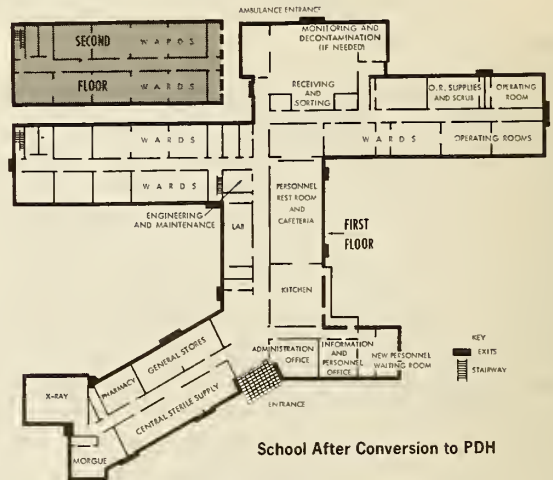 AMBULANCE ENTRANCE
MONITORING AND
DECONTAMINATION
(IF NEEDED)
SECOND
WARDS
FLOOR
WARDS
RECEIVING
AND
SORTING
O.R. SUPPLIES
AND SCRUB
OPERATING
ROOM
WARDS
WARDS
OPERATING ROOMS
WARDS
PERSONNEL
REST ROOM
AND
CAFETERIA
ENGINEERING
AND MAINTENANCE
LAB
FIRST
FLOOR
KITCHEN
ADMINISTRATION
OFFICE
INFORMATION
AND
PERSONNEL
OFFICE
NEW PERSONNEL
WAITING ROOM
KEY
EXITS
STAIRWAY
GENERAL STORES
PHARMACY
X-RAY
CENTRAL STERILE SUPPLY
ENTRANCE
MORGUE
School After Conversion to PDH